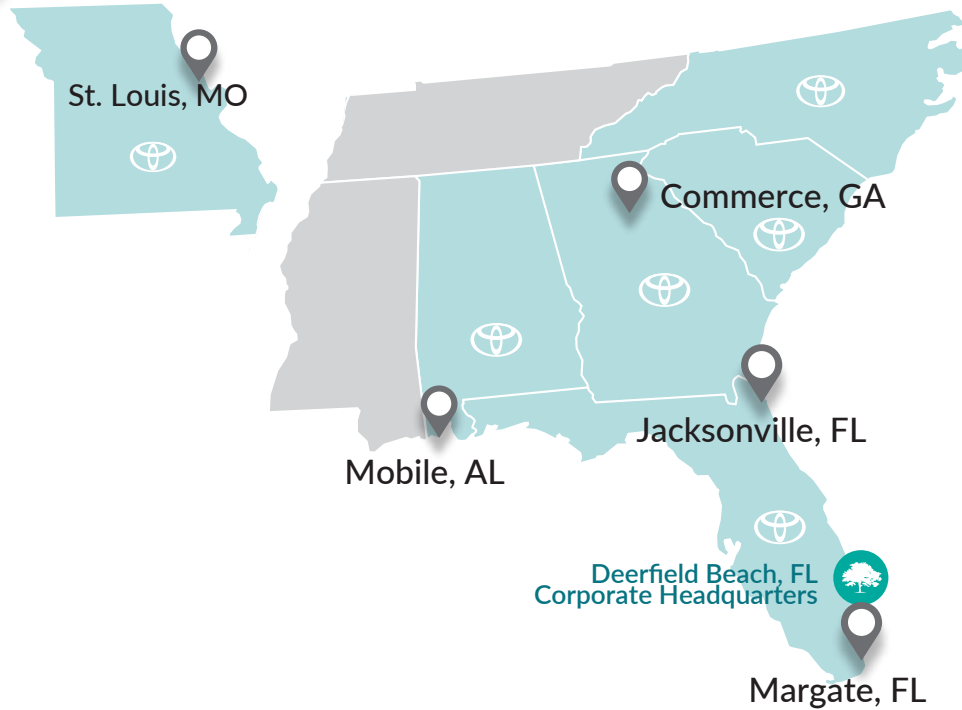 St. Louis, MO
Commerce, GA
Jacksonville, FL
Mobile, AL
Deerfield Beach, FL
Corporate Headquarters
Margate, FL